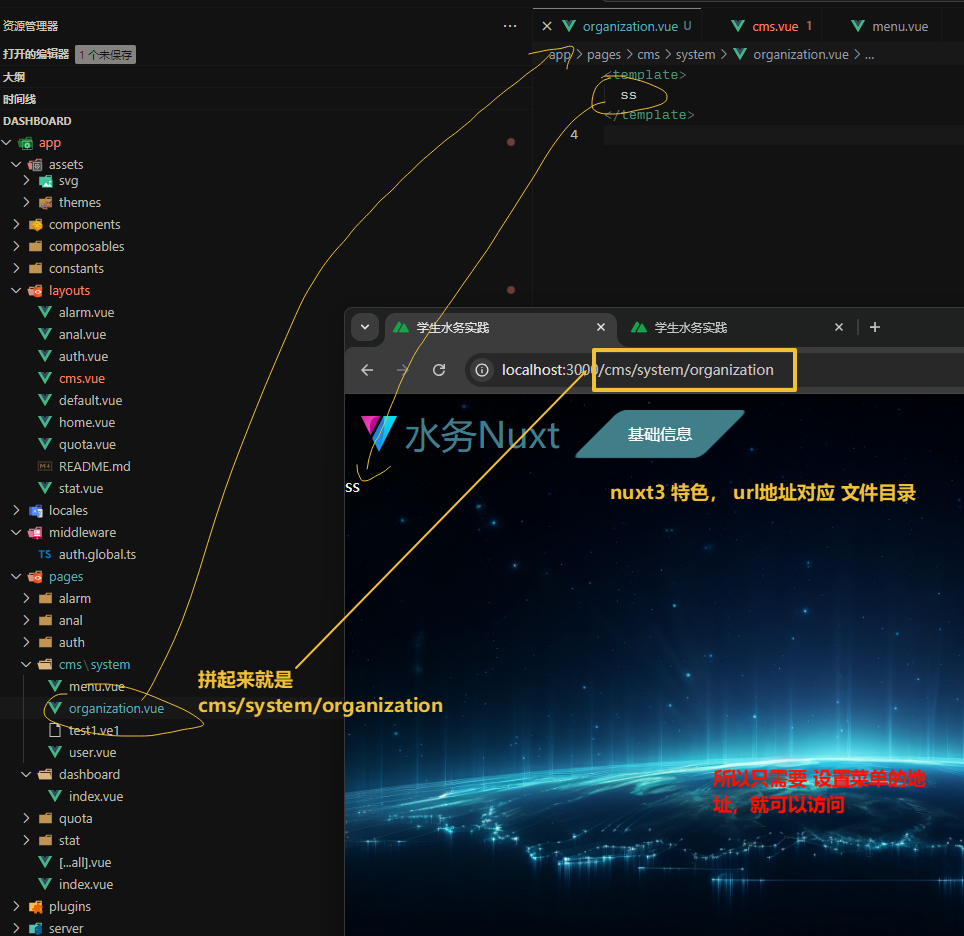 资源管理器
打开的编辑器 1 个未保存
大纲
时间线
DASHBOARD
app
assets
svg
themes
components
composables
constants
layouts
alarm.vue
anal.vue
auth.vue
cms.vue
default.vue
home.vue
quota.vue
README.md
stat.vue
locales
middleware
TS auth.global.ts
pages
alarm
anal
auth
cms\system
menu.vue
organization.vue
test1.ve1
user.vue
dashboard
index.vue
quota
stat
[...all].vue
index.vue
plugins
server
organization.vue U
cms.vue 1
menu.vue
app > pages > cms > system > organization.vue > ...
<template>
ss
</template>
4
学生水务实践
学生水务实践
localhost:3000/cms/system/organization
水务Nuxt
基础信息
ss
nuxt3 特色， url地址对应 文件目录
拼起来就是
cms/system/organization
所以只需要 设置菜单的地
址，就可以访问